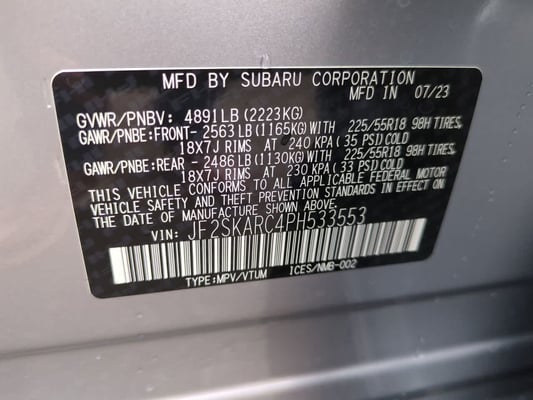 MFD BY SUBARU CORPORATION
MFD IN 07/23
GVWR/PNBV: 4891LB(2223KG)
GAWR/PNBE:FRONT- 2563LB(1165KG)WITH 225/55R18 98H TIRES,
18X7J RIMS AT 240 KPA(35 PSI)COLD
GAWR/PNBE:REAR - 2486LB(1130KG)WITH 225/55R18 98H TIRES,
18X7J RIMS AT 230 KPA(33 PSI)COLD
THIS VEHICLE CONFORMS TO ALL APPLICABLE FEDERAL MOTOR
VEHICLE SAFETY AND THEFT PREVENTION STANDARDS IN EFFECT ON
THE DATE OF MANUFACTURE SHOWN ABOVE.
VIN: JF2SKARC4PH533553
TYPE:MPV/VTUM ICES/NMB-002